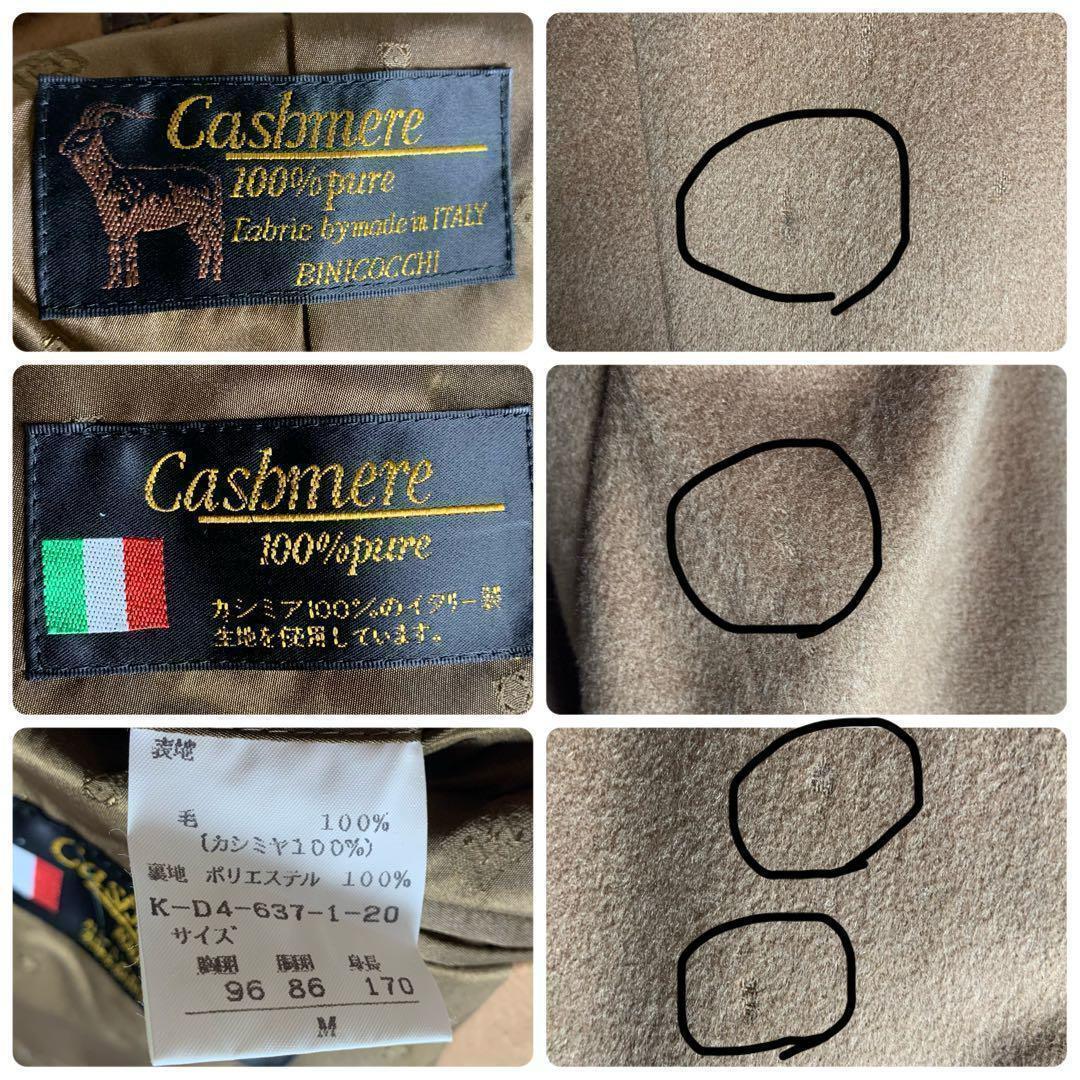 Cashmere
100% pure
Fabric by made in ITALY
BINICOCCHI
Cashmere
100% pure
カシミア100%のイタリー製
生地を使用しています。
表地
毛 100%
(カシミヤ100%)
裏地 ポリエステル 100%
K-D4-637-1-20
サイズ
胸囲 胴囲 身長
96 86 170
M